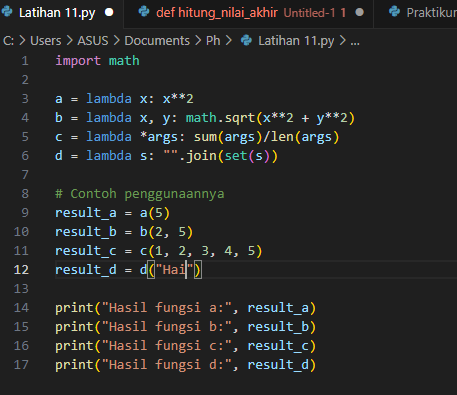 Latihan 11.py def hitung_nilai_akhir Untitled-1 1 Praktikun
C: > Users > ASUS > Documents > Ph > Latihan 11.py > ...
1 import math
2
3 a = lambda x: x**2
4 b = lambda x, y: math.sqrt(x**2 + y**2)
5 c = lambda *args: sum(args)/len(args)
6 d = lambda s: "".join(set(s))
7
8 # Contoh penggunaannya
9 result_a = a(5)
10 result_b = b(2, 5)
11 result_c = c(1, 2, 3, 4, 5)
12 result_d = d("Hai")
13
14 print("Hasil fungsi a:", result_a)
15 print("Hasil fungsi b:", result_b)
16 print("Hasil fungsi c:", result_c)
17 print("Hasil fungsi d:", result_d)